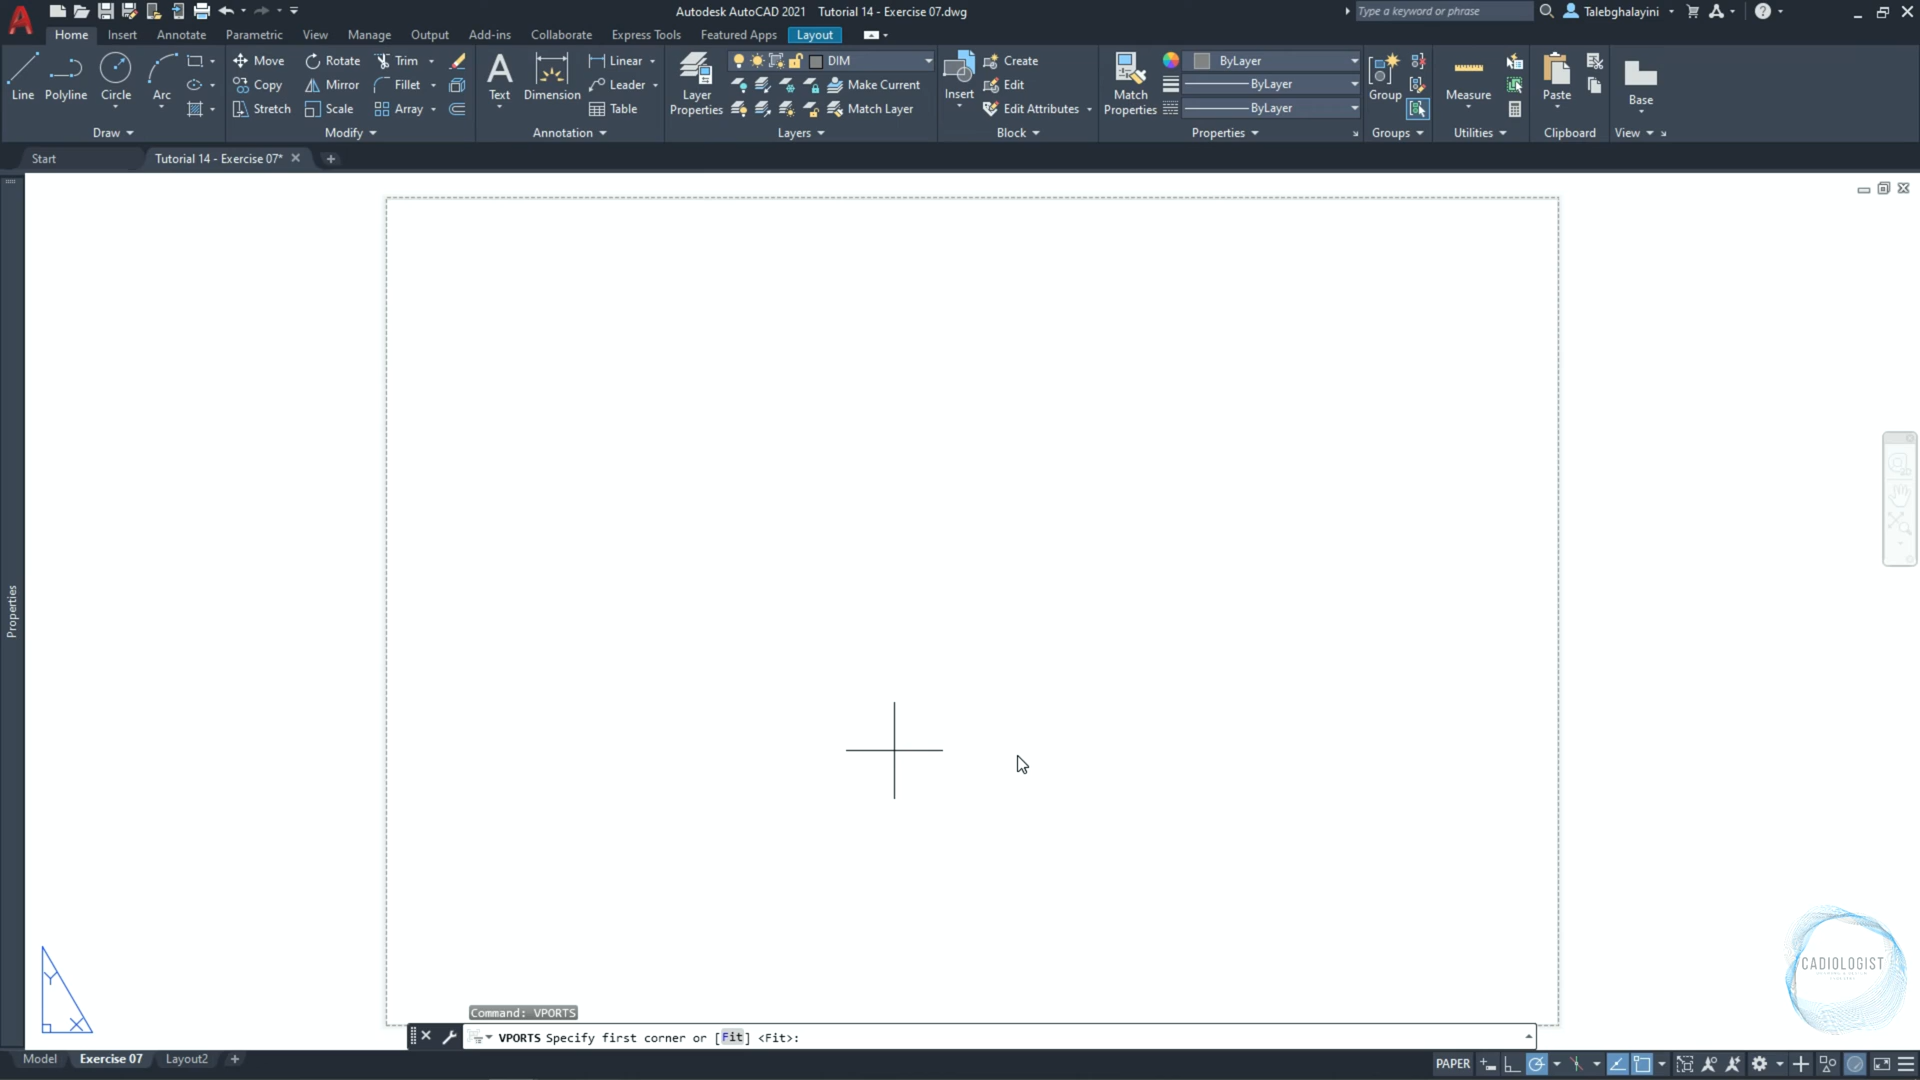 Autodesk AutoCAD 2021 Tutorial 14 - Exercise 07.dwg
Type a keyword or phrase
Talebghalayini
Home Insert Annotate Parametric View Manage Output Add-ins Collaborate Express Tools Featured Apps Layout
Line Polyline Circle Arc
Move Rotate Trim
Copy Mirror Fillet
Stretch Scale Array
Text Dimension
Linear
Leader
Table
Layer
Properties
DIM
Make Current
Match Layer
Insert
Create
Edit
Edit Attributes
Match
Properties
ByLayer
ByLayer
ByLayer
Group
Measure
Paste
Base
Draw Modify Annotation Layers Block Properties Groups Utilities Clipboard View
Start Tutorial 14 - Exercise 07*
Properties
Y
X
CADIOLOGIST
Command: VPORTS
VPORTS Specify first corner or [Fit] <Fit>:
Model Exercise 07 Layout2
PAPER